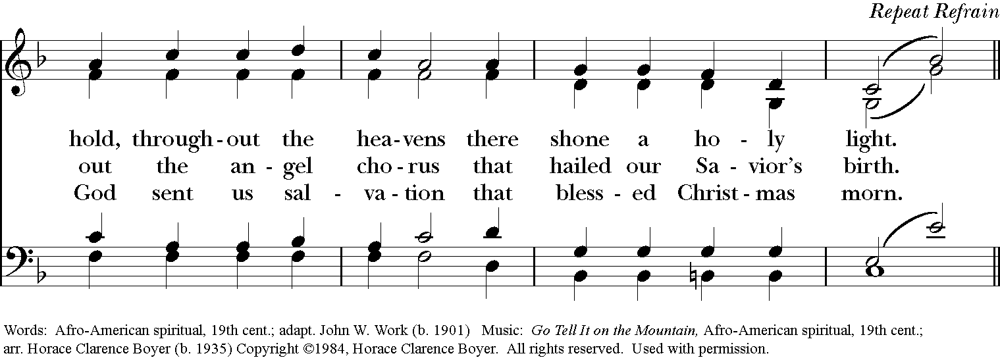 Repeat Refrain
hold, through - out the hea - vens there shone a ho - ly light.
out the an - gel cho - rus that hailed our Sa - vior's birth.
God sent us sal - va - tion that bless - ed Christ - mas morn.
Words: Afro-American spiritual, 19th cent.; adapt. John W. Work (b. 1901) Music: Go Tell It on the Mountain, Afro-American spiritual, 19th cent.;
arr. Horace Clarence Boyer (b. 1935) Copyright ©1984, Horace Clarence Boyer. All rights reserved. Used with permission.